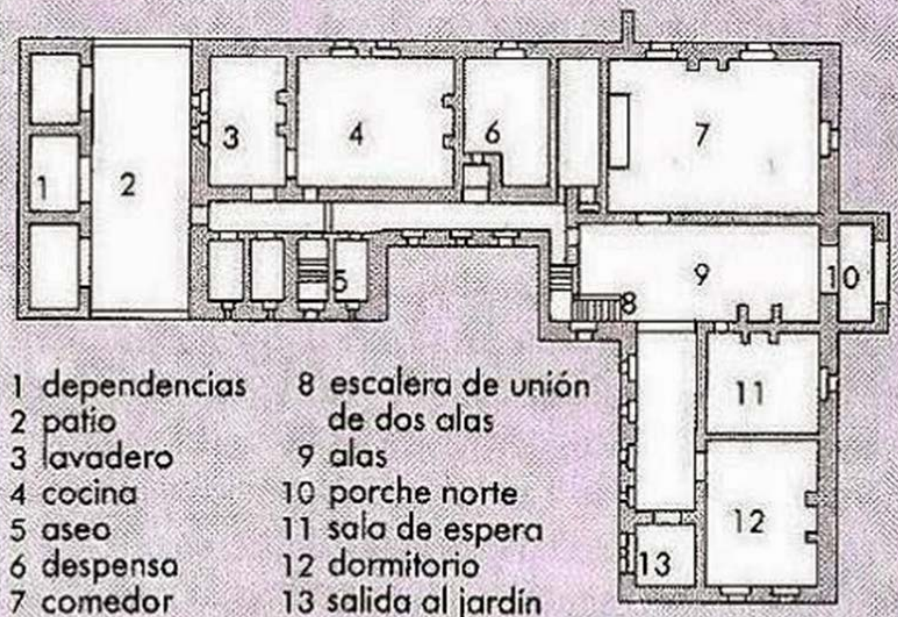 1
2
3
4
5
6
7
8
9
10
11
12
13
1 dependencias
2 patio
3 lavadero
4 cocina
5 aseo
6 despensa
7 comedor
8 escalera de unión
de dos alas
9 alas
10 porche norte
11 sala de espera
12 dormitorio
13 salida al jardín